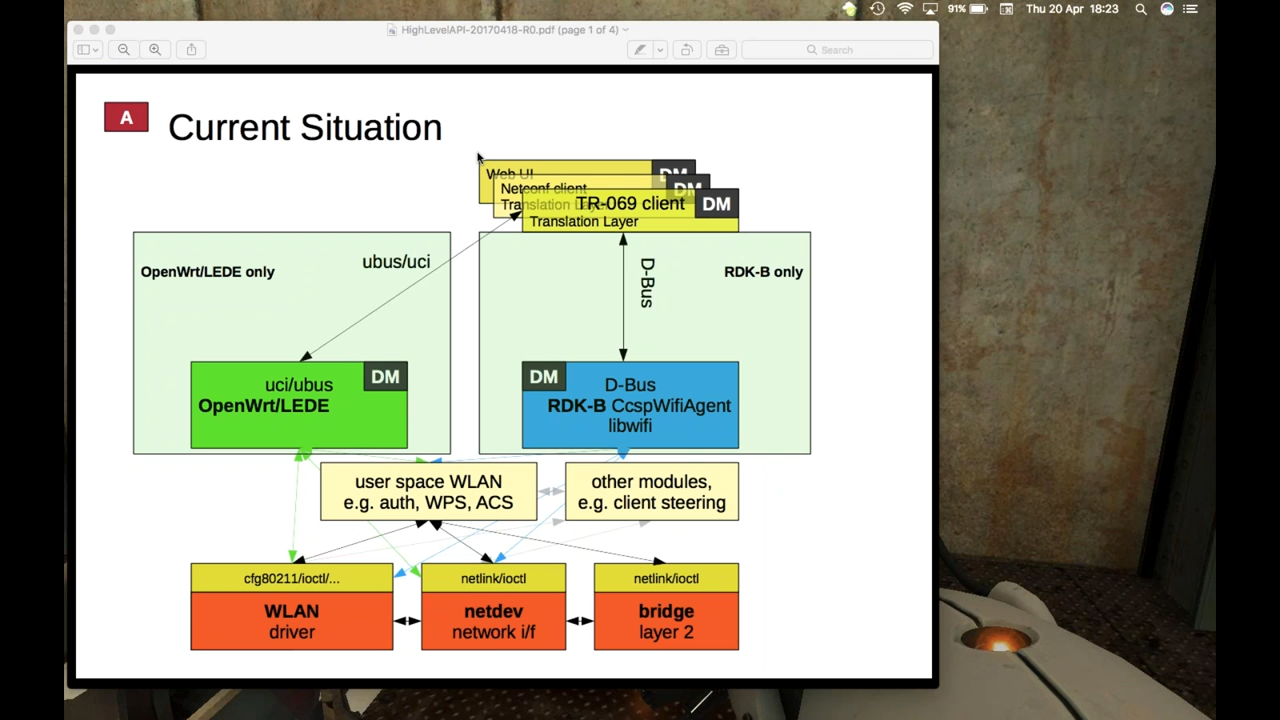 91% Thu 20 Apr 18:23
HighLevelAPI-20170418-R0.pdf (page 1 of 4)
Search
A
Current Situation
Web UI DM
Netconf client DM
Translation Layer
TR-069 client DM
Translation Layer
OpenWrt/LEDE only
ubus/uci
D-Bus
RDK-B only
uci/ubus DM
OpenWrt/LEDE
DM D-Bus
RDK-B CcspWifiAgent
libwifi
user space WLAN
e.g. auth, WPS, ACS
other modules,
e.g. client steering
cfg80211/ioctl/...
WLAN
driver
netlink/ioctl
netdev
network i/f
netlink/ioctl
bridge
layer 2